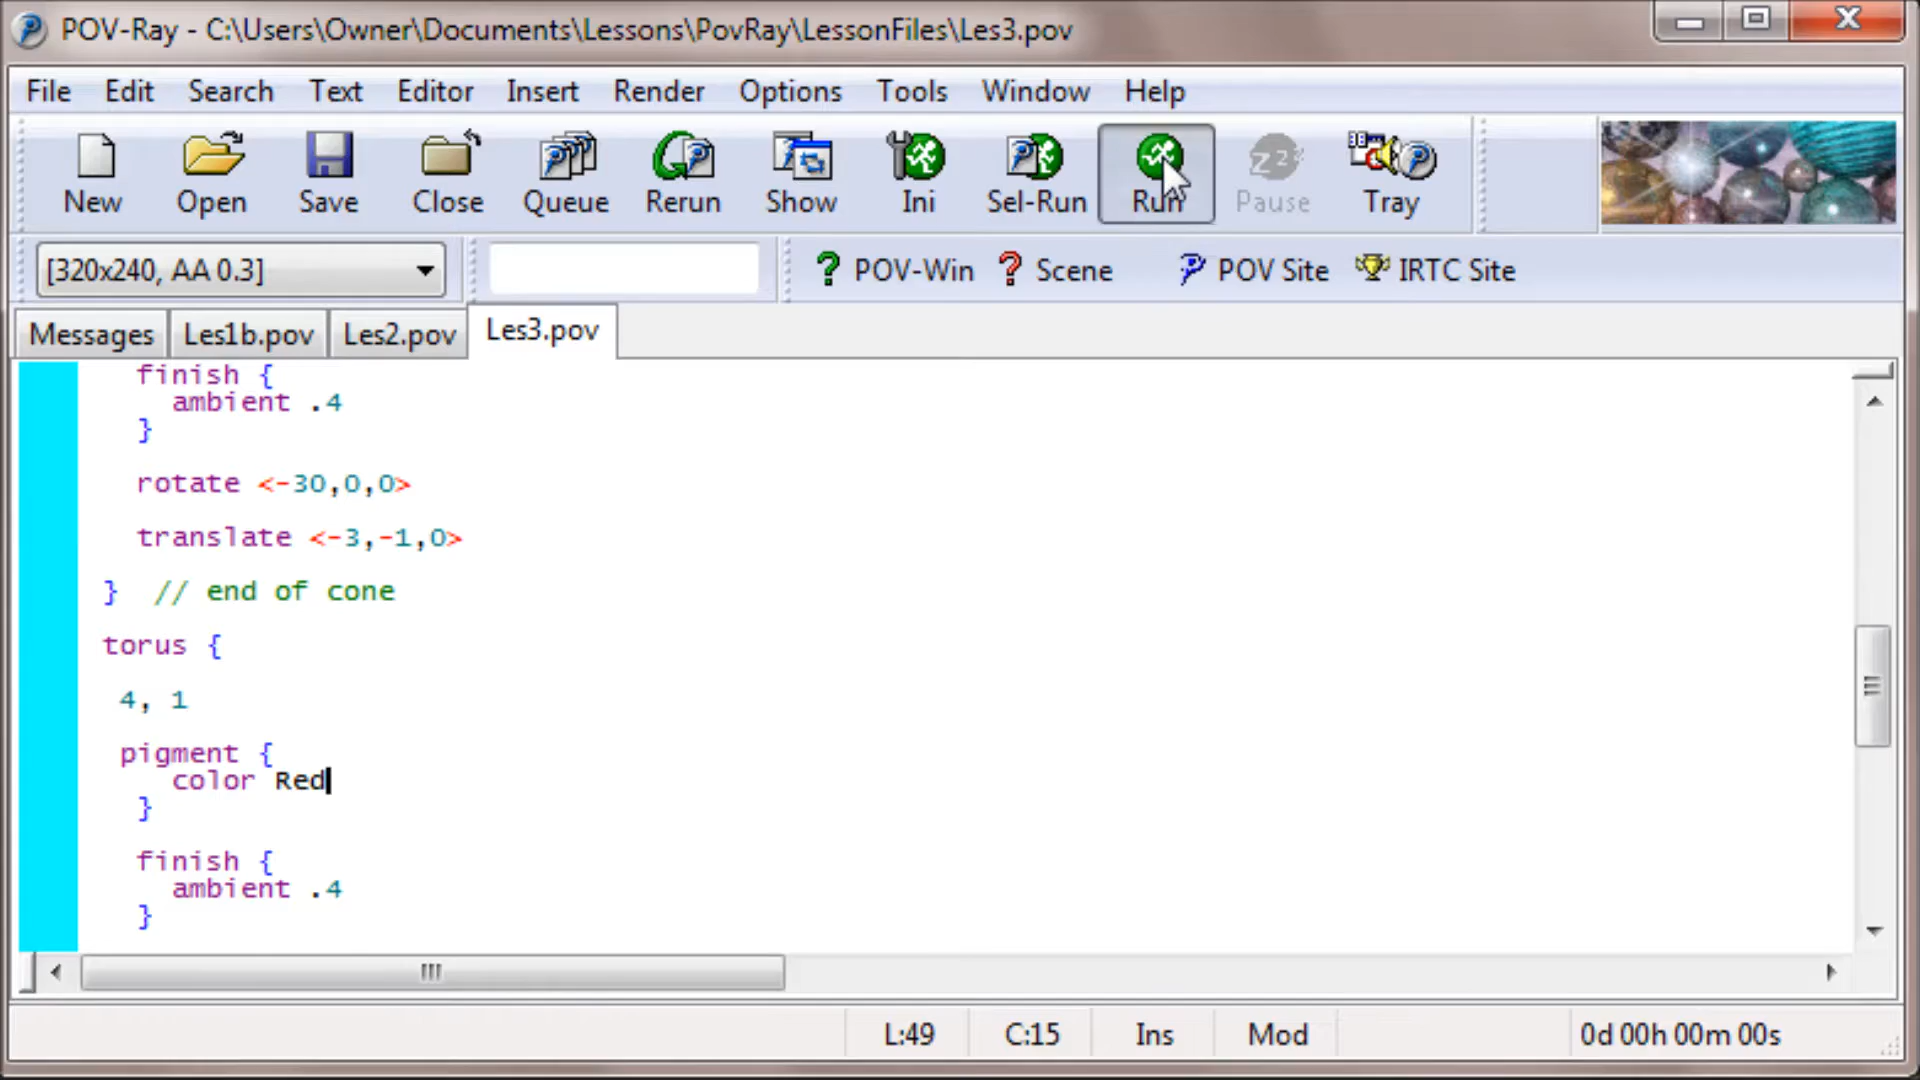 POV-Ray - C:\Users\Owner\Documents\Lessons\PovRay\LessonFiles\Les3.pov
File Edit Search Text Editor Insert Render Options Tools Window Help
New Open Save Close Queue Rerun Show Ini Sel-Run Run Pause Tray
[320x240, AA 0.3] POV-Win Scene POV Site IRTC Site
Messages Les1b.pov Les2.pov Les3.pov
finish {
ambient .4
}
rotate <-30,0,0>
translate <-3,-1,0>
} // end of cone
torus {
4, 1
pigment {
color Red
}
finish {
ambient .4
}
L:49 C:15 Ins Mod 0d 00h 00m 00s